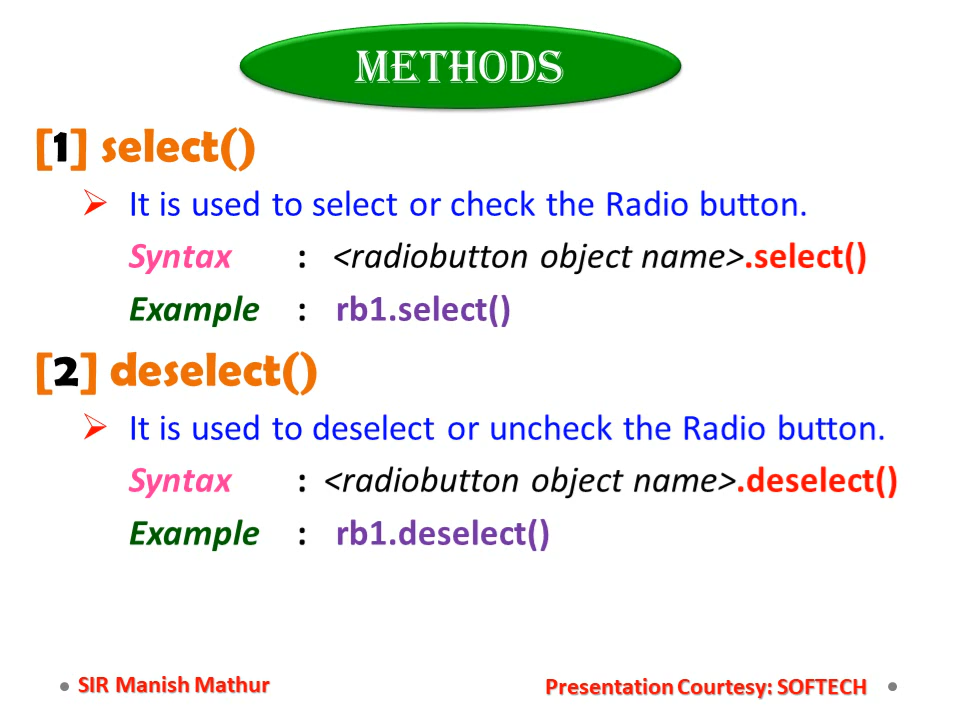 METHODS
[1] select()
It is used to select or check the Radio button.
Syntax : <radiobutton object name>.select()
Example : rb1.select()
[2] deselect()
It is used to deselect or uncheck the Radio button.
Syntax : <radiobutton object name>.deselect()
Example : rb1.deselect()
SIR Manish Mathur
Presentation Courtesy: SOFTECH